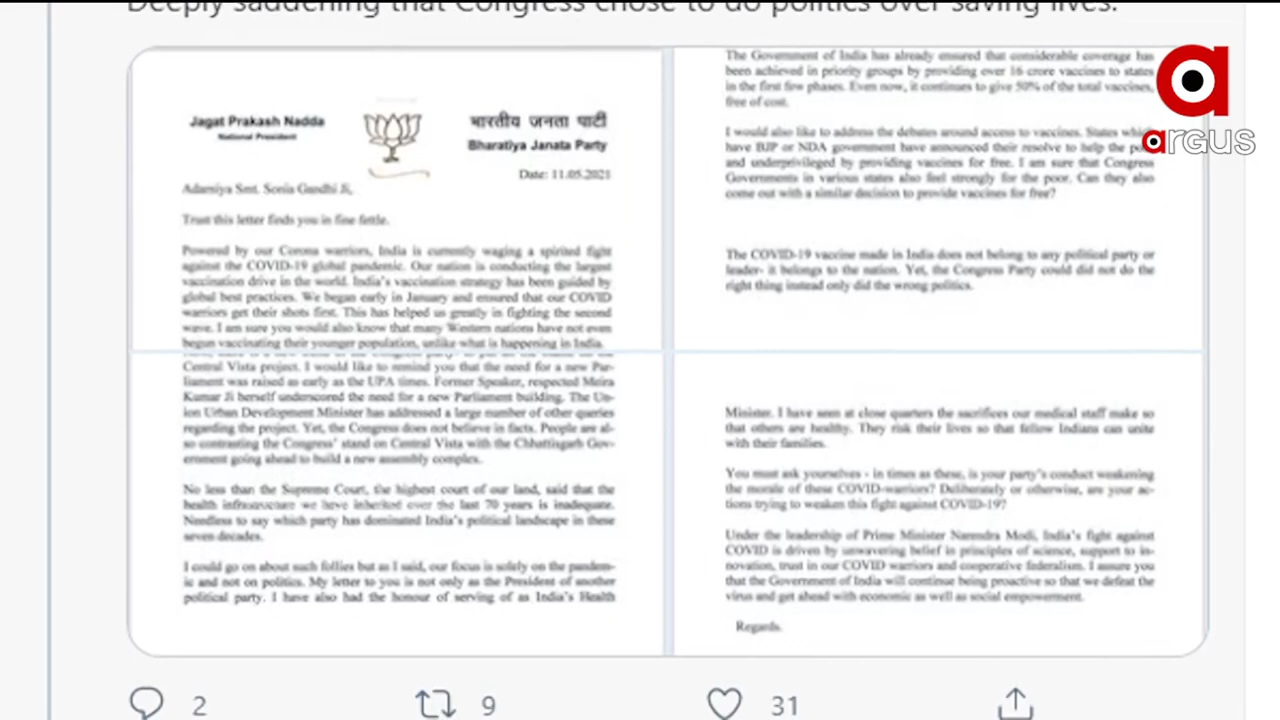 Deeply saddening that Congress chose to do politics over saving lives.
Jagat Prakash Nadda
National President
भारतीय जनता पार्टी
Bharatiya Janata Party
Date: 11.05.2021
Adarniya Smt. Sonia Gandhi Ji,
Trust this letter finds you in fine fettle.
Powered by our Corona warriors, India is currently waging a spirited fight
against the COVID-19 global pandemic. Our nation is conducting the largest
vaccination drive in the world. India's vaccination strategy has been guided by
global best practices. We began early in January and ensured that our COVID
warriors get their shots first. This has helped us greatly in fighting the second
wave. I am sure you would also know that many Western nations have not even
begun vaccinating their younger population, unlike what is happening in India.
The Government of India has already ensured that considerable coverage has
been achieved in priority groups by providing over 16 crore vaccines to states
in the first few phases. Even now, it continues to give 50% of the total vaccines,
free of cost.
I would also like to address the debates around access to vaccines. States which
have BJP or NDA government have announced their resolve to help the
and underprivileged by providing vaccines for free. I am sure that Congress
Governments in various states also feel strongly for the poor. Can they also
come out with a similar decision to provide vaccines for free?
The COVID-19 vaccine made in India does not belong to any political party or
leader- it belongs to the nation. Yet, the Congress Party could did not do the
right thing instead only did the wrong politics.
Central Vista project. I would like to remind you that the need for a new Par-
liament was raised as early as the UPA times. Former Speaker, respected Meira
Kumar Ji herself underscored the need for a new Parliament building. The Un-
ion Urban Development Minister has addressed a large number of other queries
regarding the project. Yet, the Congress does not believe in facts. People are al-
so contrasting the Congress' stand on Central Vista with the Chhattisgarh Gov-
ernment going ahead to build a new assembly complex.
No less than the Supreme Court, the highest court of our land, said that the
health infrastructure we have inherited over the last 70 years is inadequate.
Needless to say which party has dominated India's political landscape in these
seven decades.
I could go on about such follies but as I said, our focus is solely on the pandem-
ic and not on politics. My letter to you is not only as the President of another
political party. I have also had the honour of serving of as India's Health
Minister. I have seen at close quarters the sacrifices our medical staff make so
that others are healthy. They risk their lives so that fellow Indians can unite
with their families.
You must ask yourselves - in times as these, is your party's conduct weakening
the morale of these COVID-warriors? Deliberately or otherwise, are your ac-
tions trying to weaken this fight against COVID-19?
Under the leadership of Prime Minister Narendra Modi, India's fight against
COVID is driven by unwavering belief in principles of science, support to in-
novation, trust in our COVID warriors and cooperative federalism. I assure you
that the Government of India will continue being proactive so that we defeat the
virus and get ahead with economic as well as social empowerment.
Regards.
2
9
31
argus